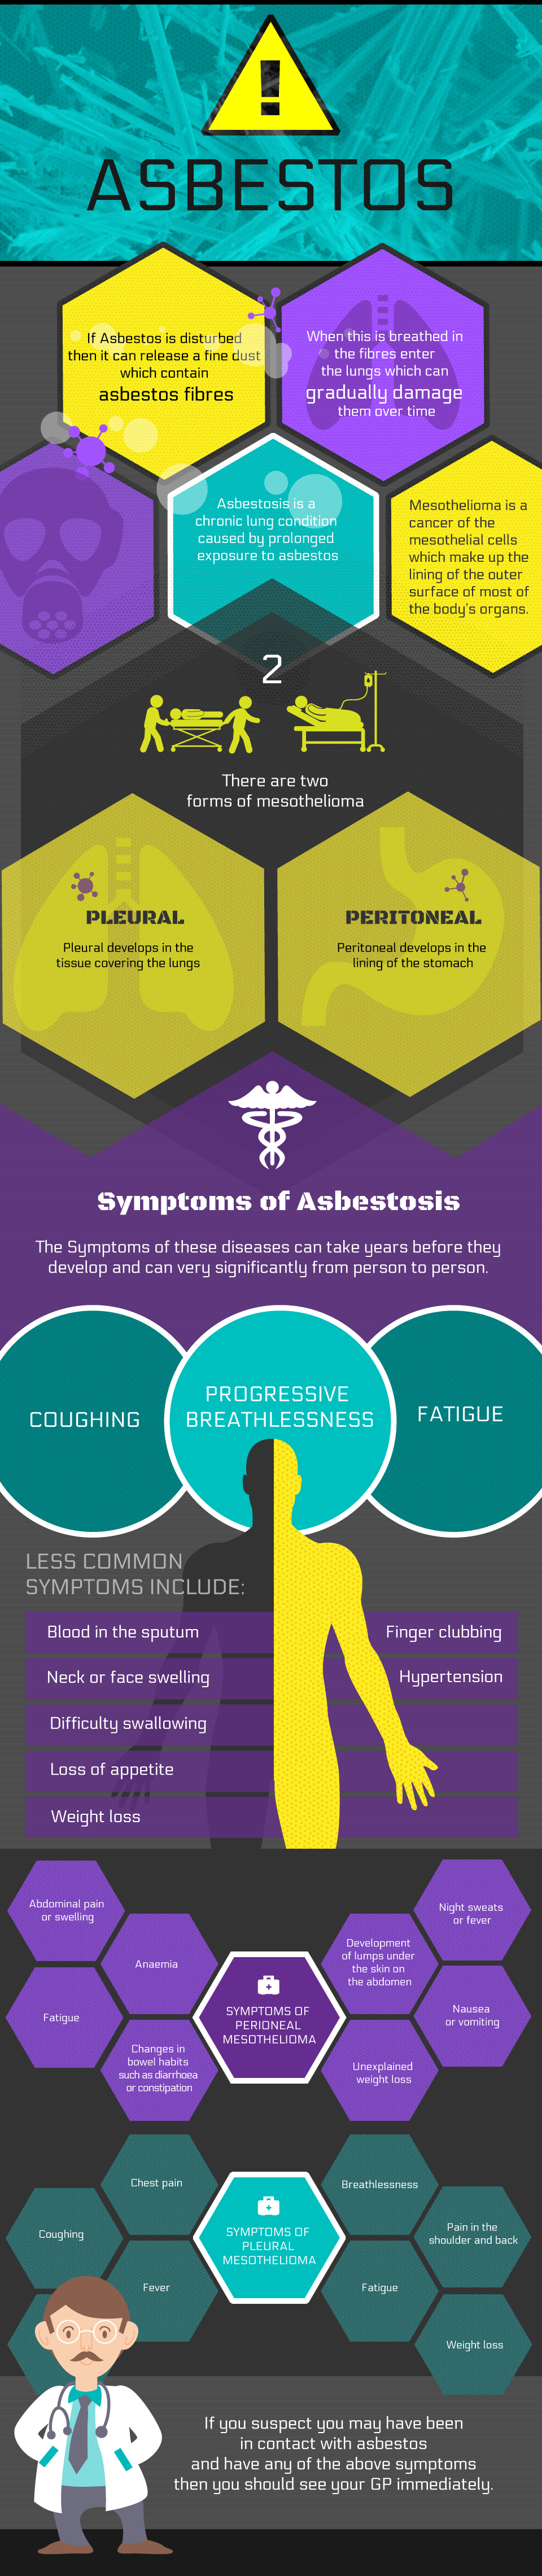 !
ASBESTOS
If Asbestos is disturbed
then it can release a fine dust
which contain
asbestos fibres
When this is breathed in
the fibres enter
the lungs which can
gradually damage
them over time
Asbestosis is a
chronic lung condition
caused by prolonged
exposure to asbestos
Mesothelioma is a
cancer of the
mesothelial cells
which make up the
lining of the outer
surface of most of
the body's organs.
2
There are two
forms of mesothelioma
PLEURAL
Pleural develops in the
tissue covering the lungs
PERITONEAL
Peritoneal develops in the
lining of the stomach
Symptoms of Asbestosis
The Symptoms of these diseases can take years before they
develop and can very significantly from person to person.
COUGHING
PROGRESSIVE
BREATHLESSNESS
FATIGUE
LESS COMMON
SYMPTOMS INCLUDE:
Blood in the sputum
Finger clubbing
Neck or face swelling
Hypertension
Difficulty swallowing
Loss of appetite
Weight loss
Abdominal pain
or swelling
Anaemia
Fatigue
Changes in
bowel habits
such as diarrhoea
or constipation
SYMPTOMS OF
PERIONEAL
MESOTHELIOMA
Development
of lumps under
the skin on
the abdomen
Night sweats
or fever
Nausea
or vomiting
Unexplained
weight loss
Chest pain
Coughing
Fever
SYMPTOMS OF
PLEURAL
MESOTHELIOMA
Breathlessness
Pain in the
shoulder and back
Fatigue
Weight loss
If you suspect you may have been
in contact with asbestos
and have any of the above symptoms
then you should see your GP immediately.